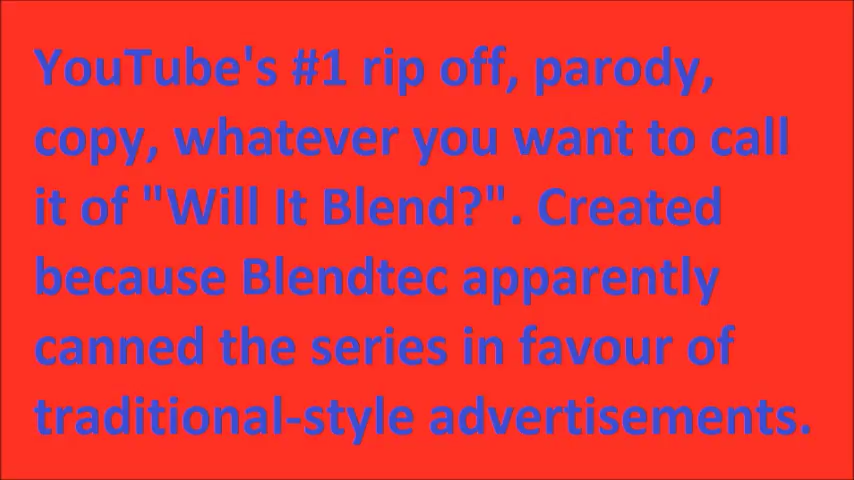 YouTube's #1 rip off, parody,
copy, whatever you want to call
it of "Will It Blend?". Created
because Blendtec apparently
canned the series in favour of
traditional-style advertisements.